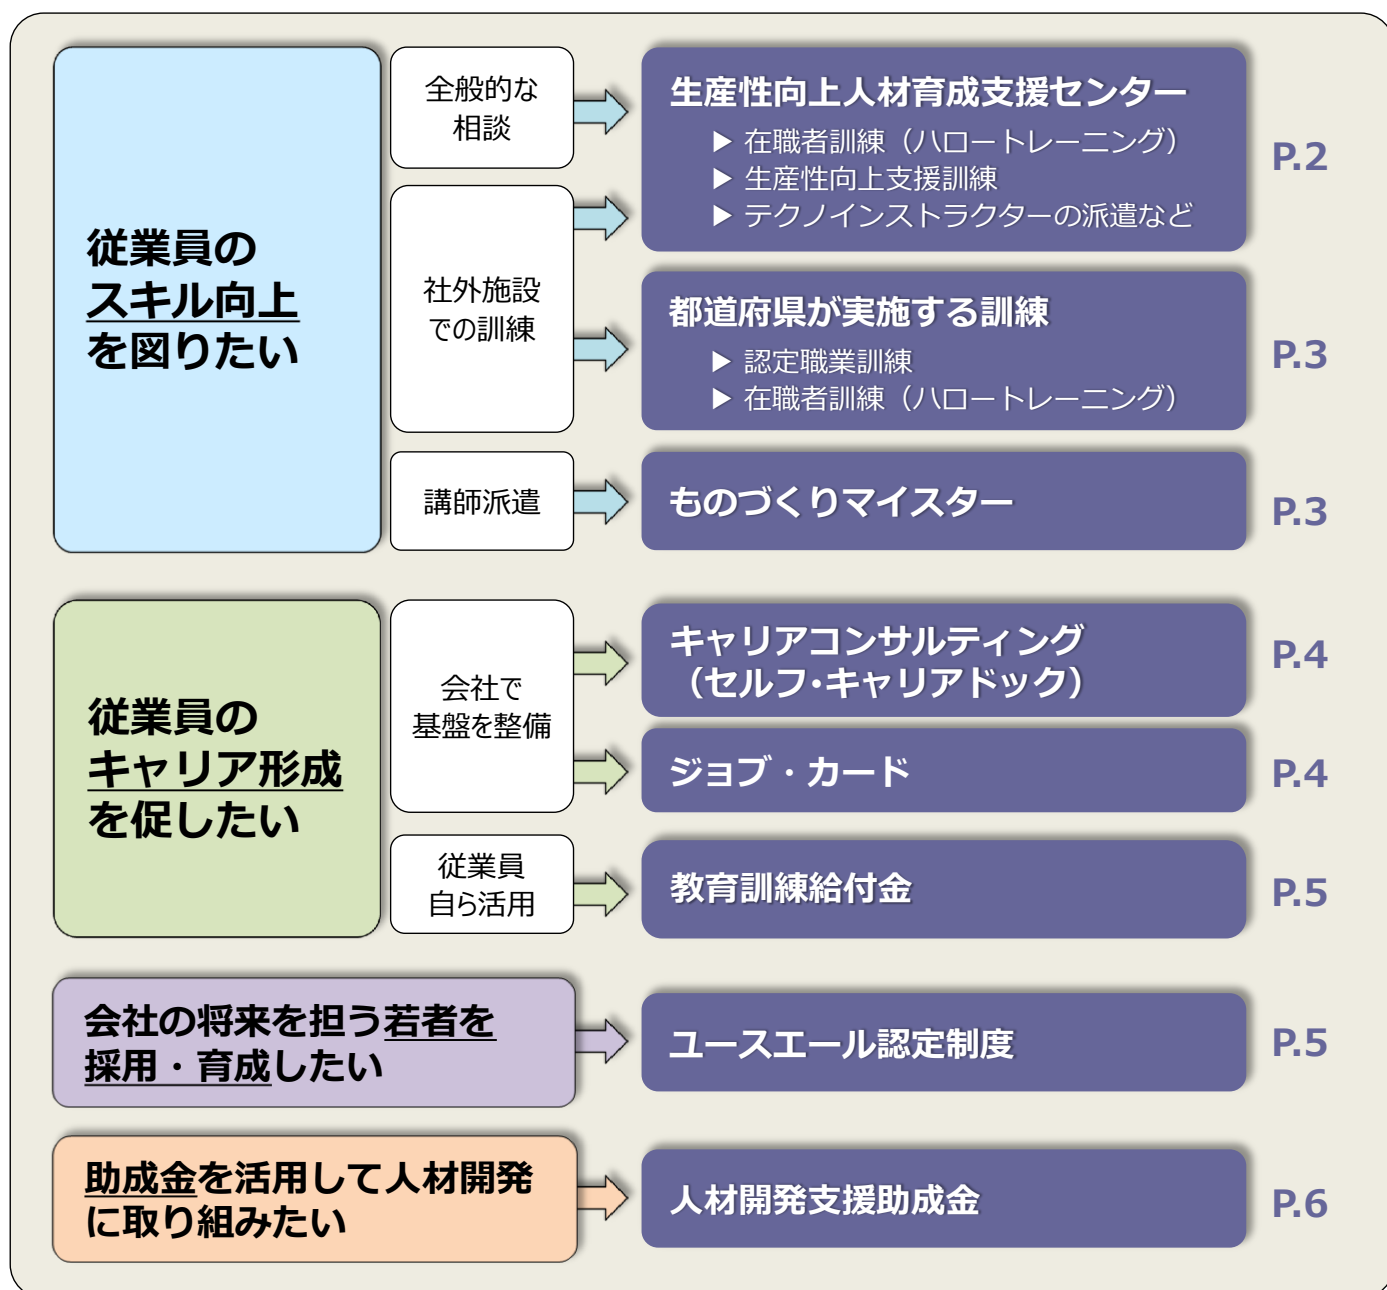 従業員の
スキル向上
を図りたい
全般的な
相談
生産性向上人材育成支援センター
▶ 在職者訓練（ハロートレーニング）
▶ 生産性向上支援訓練
▶ テクノインストラクターの派遣など
P.2
社外施設
での訓練
都道府県が実施する訓練
▶ 認定職業訓練
▶ 在職者訓練（ハロートレーニング）
P.3
講師派遣
ものづくりマイスター
P.3
従業員の
キャリア形成
を促したい
会社で
基盤を整備
キャリアコンサルティング
（セルフ・キャリアドック）
P.4
ジョブ・カード
P.4
従業員
自ら活用
教育訓練給付金
P.5
会社の将来を担う若者を
採用・育成したい
ユースエール認定制度
P.5
助成金を活用して人材開発
に取り組みたい
人材開発支援助成金
P.6